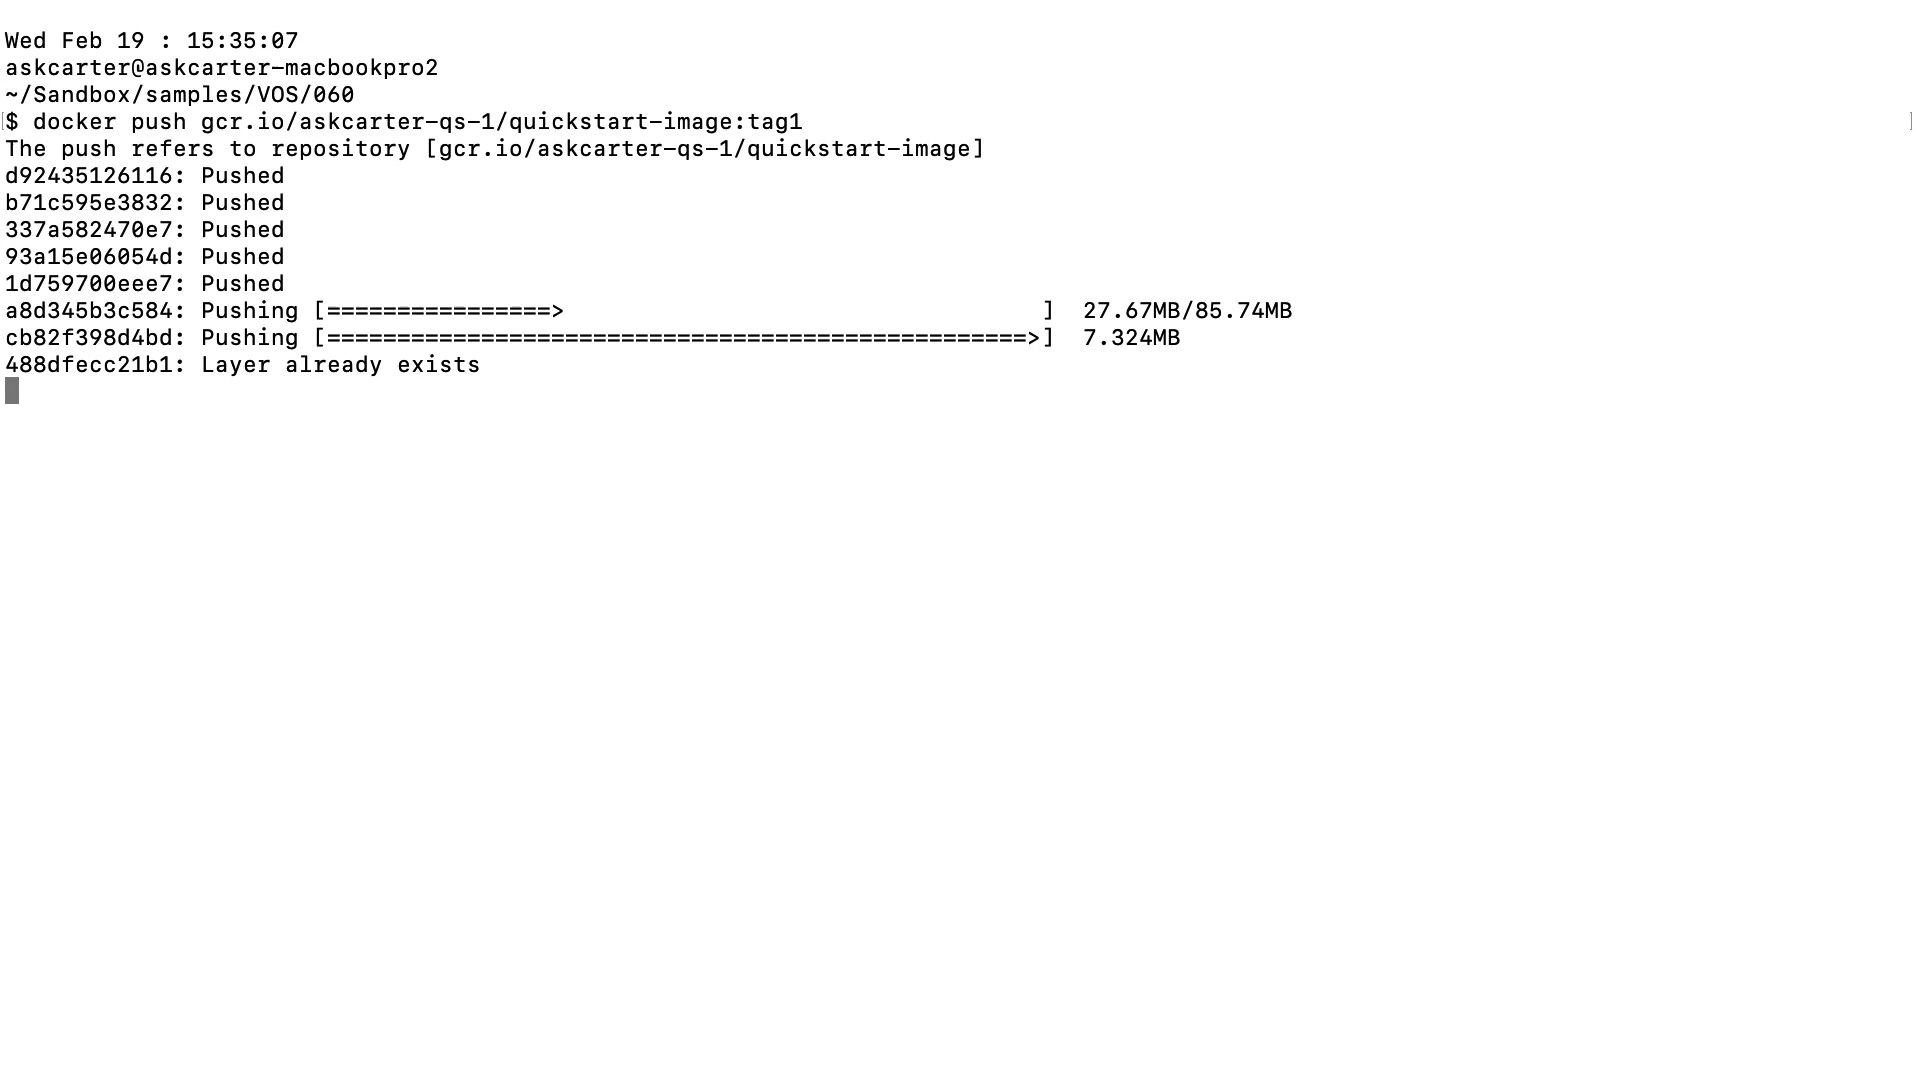 Wed Feb 19 : 15:35:07
askcarter@askcarter-macbookpro2
~/Sandbox/samples/VOS/060
$ docker push gcr.io/askcarter-qs-1/quickstart-image:tag1
The push refers to repository [gcr.io/askcarter-qs-1/quickstart-image]
d92435126116: Pushed
b71c595e3832: Pushed
337a582470e7: Pushed
93a15e06054d: Pushed
1d759700eee7: Pushed
a8d345b3c584: Pushing [================>                                  ]  27.67MB/85.74MB
cb82f398d4bd: Pushing [==================================================>]  7.324MB
488dfecc21b1: Layer already exists